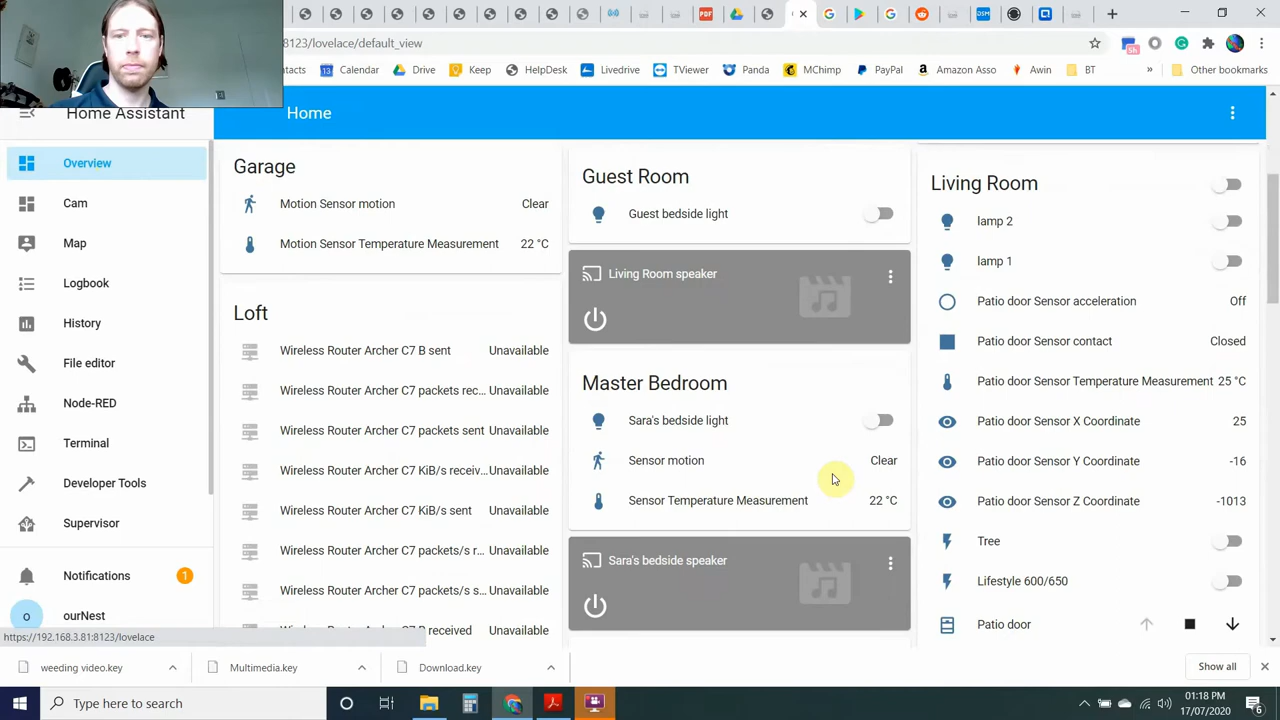 :8123/lovelace/default_view
ntacts
Calendar
Drive
Keep
HelpDesk
Livedrive
TViewer
Panda
MChimp
PayPal
Amazon Asso
Awin
BT
»
Other bookmarks
Home Assistant
Home
Overview
Cam
Map
Logbook
History
File editor
Node-RED
Terminal
Developer Tools
Supervisor
Notifications 1
o ourNest
https://192.168.3.81:8123/lovelace
Garage
Motion Sensor motion Clear
Motion Sensor Temperature Measurement 22 °C
Loft
Wireless Router Archer C7 B sent Unavailable
Wireless Router Archer C7 packets rec... Unavailable
Wireless Router Archer C7 packets sent Unavailable
Wireless Router Archer C7 KiB/s receiv... Unavailable
Wireless Router Archer C7 KiB/s sent Unavailable
Wireless Router Archer C7 packets/s r... Unavailable
Wireless Router Archer C7 packets/s s... Unavailable
Wireless Router Archer C7 B received Unavailable
Guest Room
Guest bedside light
Living Room speaker
Master Bedroom
Sara's bedside light
Sensor motion Clear
Sensor Temperature Measurement 22 °C
Sara's bedside speaker
Living Room
lamp 2
lamp 1
Patio door Sensor acceleration Off
Patio door Sensor contact Closed
Patio door Sensor Temperature Measurement 25 °C
Patio door Sensor X Coordinate 25
Patio door Sensor Y Coordinate -16
Patio door Sensor Z Coordinate -1013
Tree
Lifestyle 600/650
Patio door
weeding video.key
Multimedia.key
Download.key
Show all
Type here to search
01:18 PM
17/07/2020
6